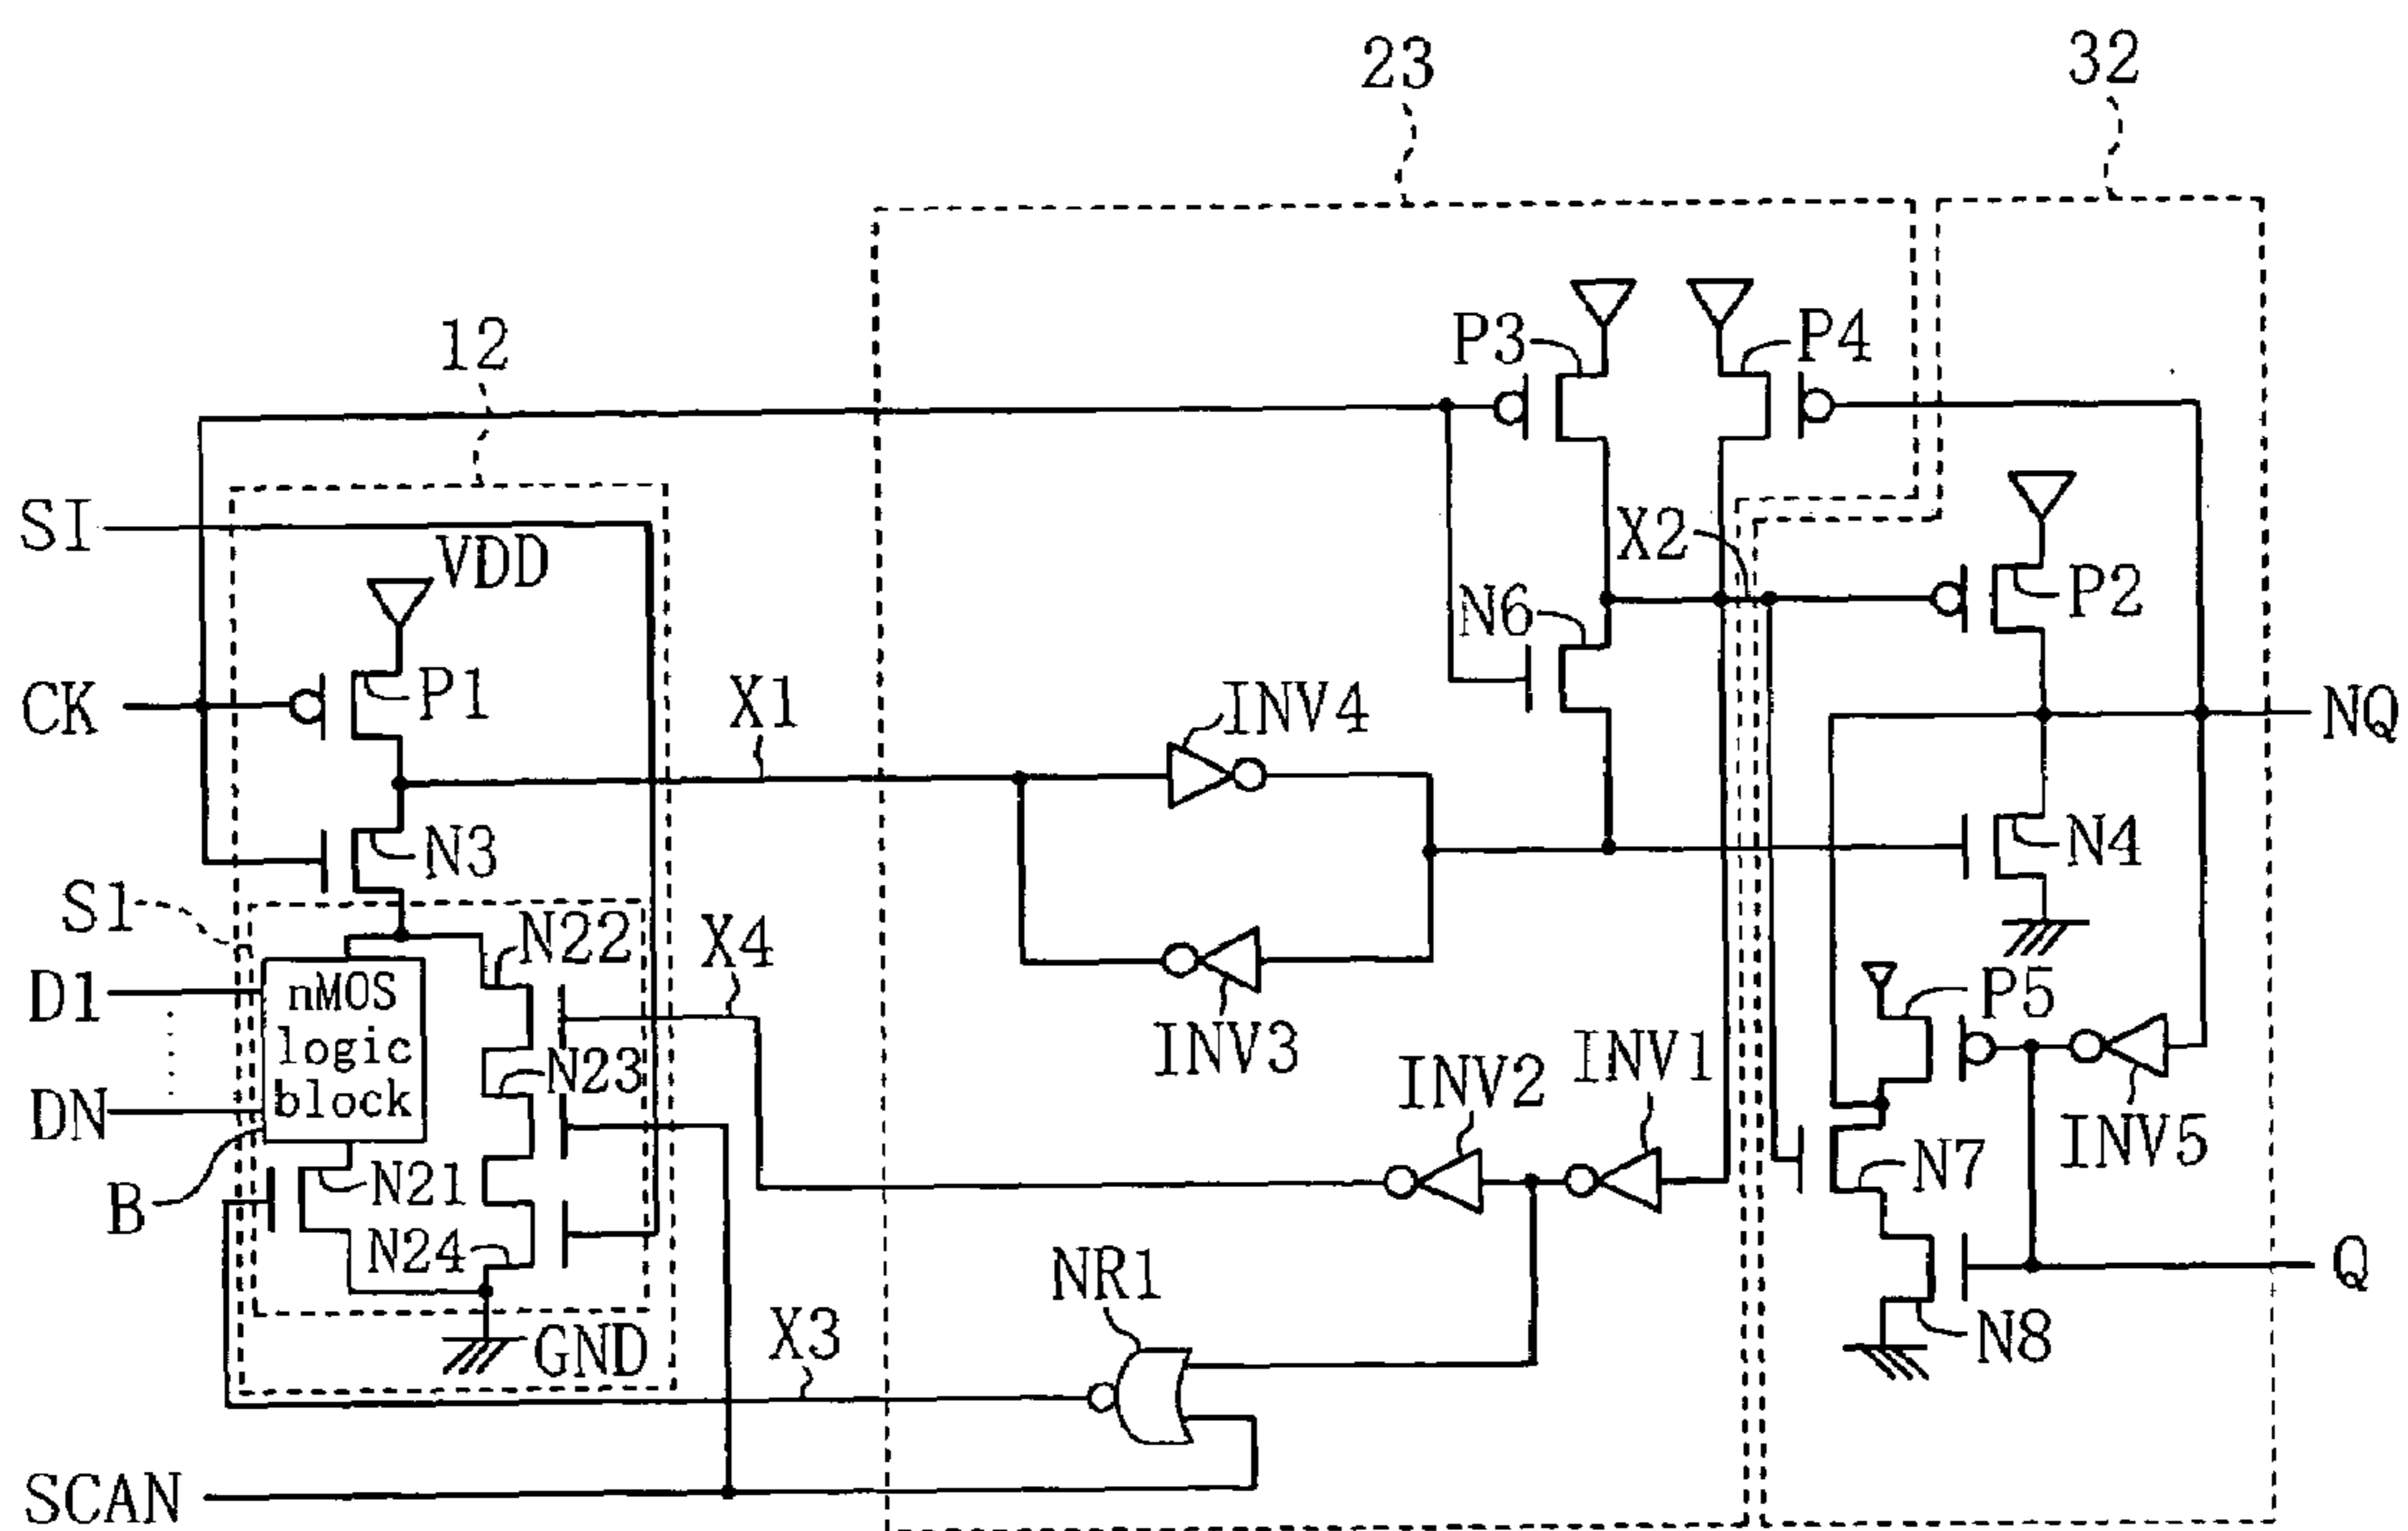 23
32
12
P3
P4
SI
VDD
X2
P2
N6
CK
P1
X1
INV4
NQ
N3
N4
S1
N22
X4
P5
D1
nMOS
logic
block
N23
INV3
INV2
INV1
DN
INV5
B
N21
N7
N24
NR1
Q
X3
GND
N8
SCAN